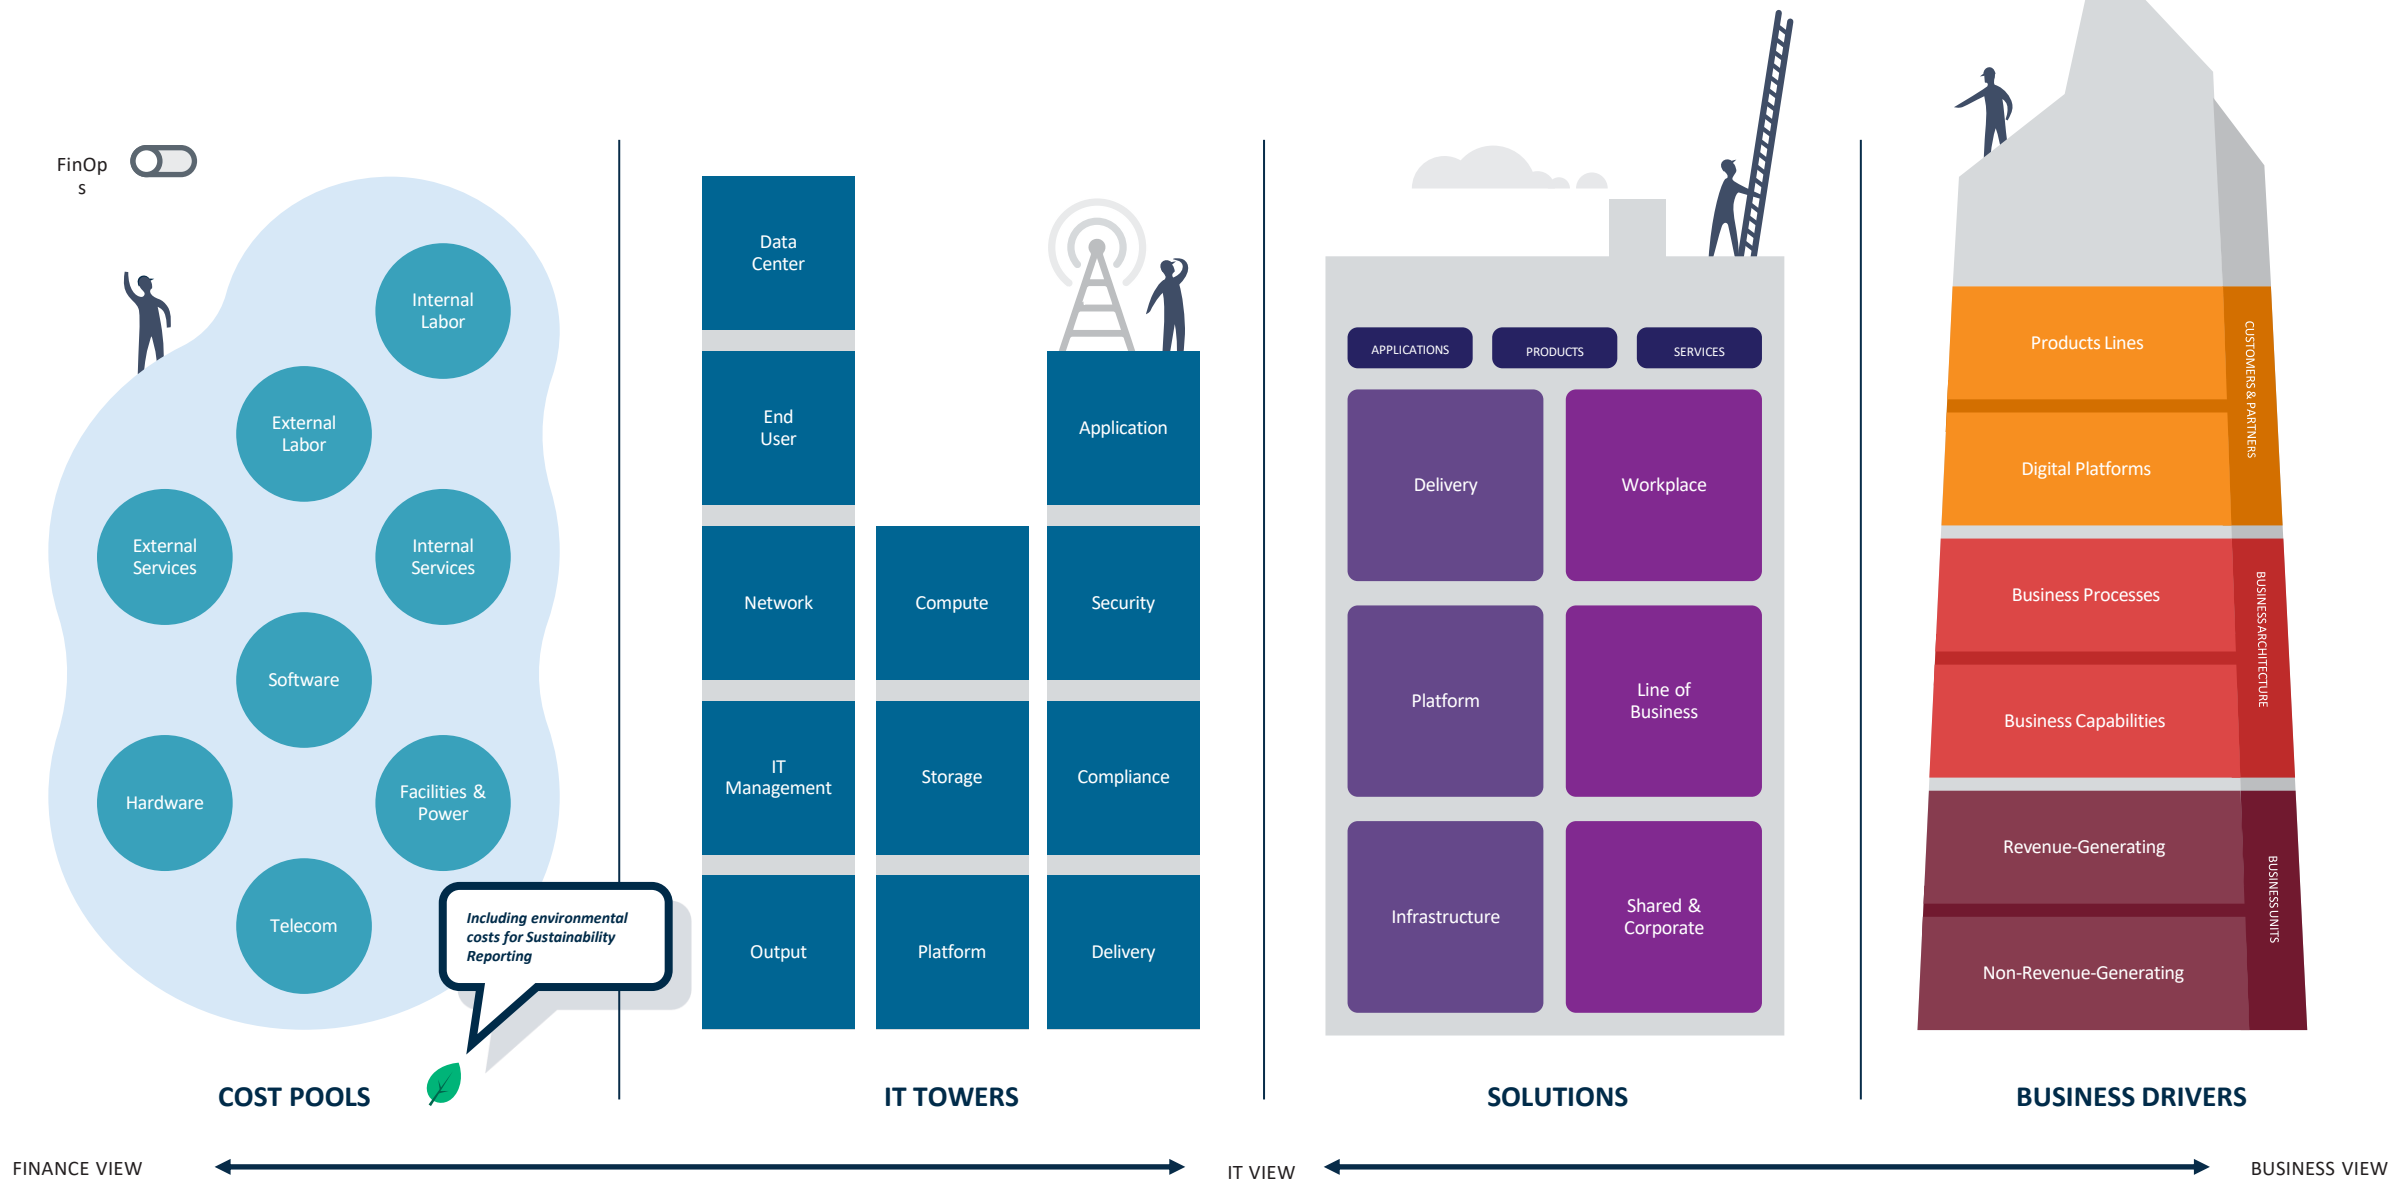 FinOp
s
Internal
Labor
External
Labor
External
Services
Internal
Services
Software
Hardware
Facilities &
Power
Telecom
Including environmental
costs for Sustainability
Reporting
COST POOLS
Data
Center
End
User
Network
IT
Management
Output
Compute
Storage
Platform
Application
Security
Compliance
Delivery
IT TOWERS
APPLICATIONS
PRODUCTS
SERVICES
Delivery
Workplace
Platform
Line of
Business
Infrastructure
Shared &
Corporate
SOLUTIONS
Products Lines
Digital Platforms
CUSTOMERS & PARTNERS
Business Processes
Business Capabilities
BUSINESS ARCHITECTURE
Revenue-Generating
Non-Revenue-Generating
BUSINESS UNITS
BUSINESS DRIVERS
FINANCE VIEW
IT VIEW
BUSINESS VIEW